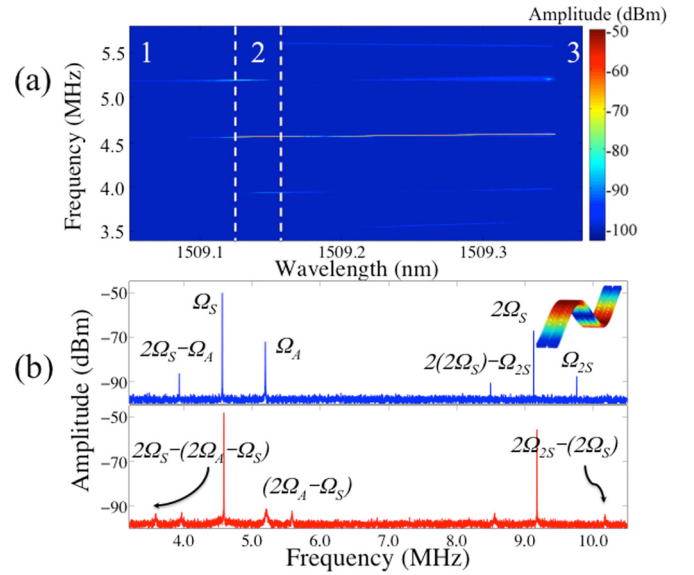 Amplitude (dBm)
(a)
1 2 3
5.5
5.0
4.5
4.0
3.5
Frequency (MHz)
1509.1 1509.2 1509.3
Wavelength (nm)
-50
-60
-70
-80
-90
-100
(b)
Amplitude (dBm)
−50
−70
−90
2Ω_S−Ω_A
Ω_S
Ω_A
2(2Ω_S)−Ω_2S
2Ω_S
Ω_2S
−50
−70
−90
2Ω_S−(2Ω_A−Ω_S)
(2Ω_A−Ω_S)
2Ω_2S−(2Ω_S)
4.0 5.0 6.0 7.0 8.0 9.0 10.0
Frequency (MHz)